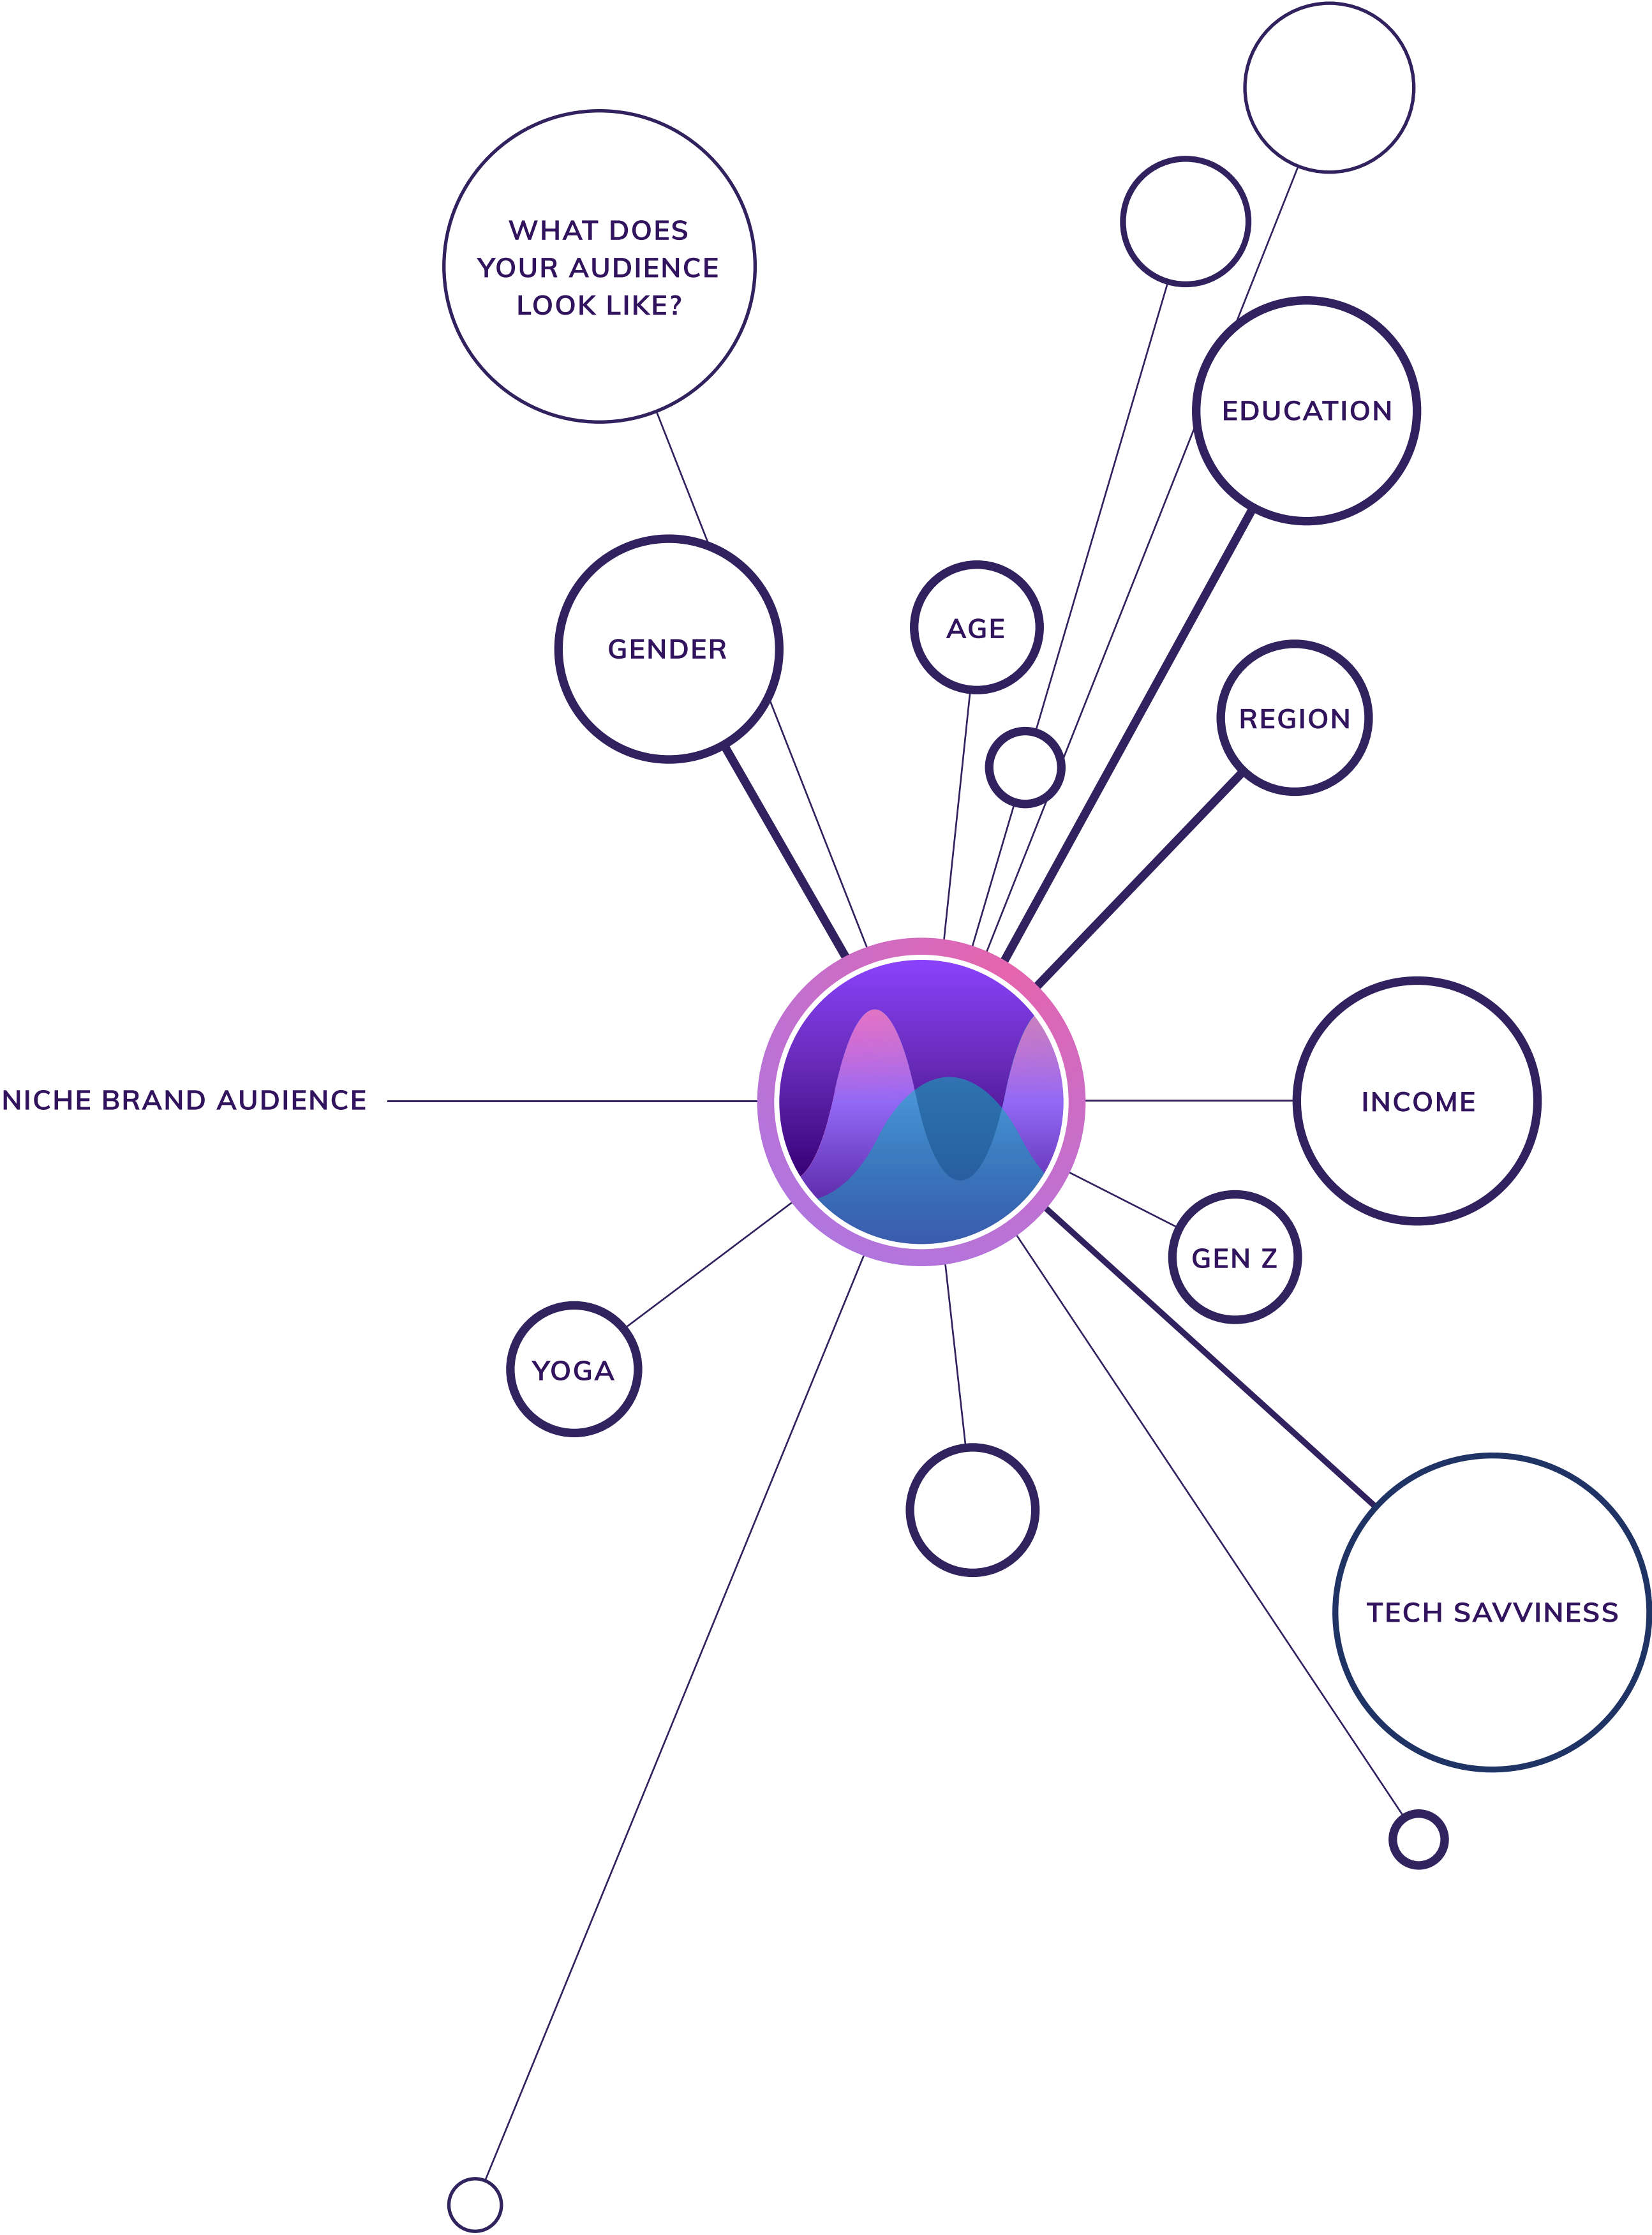 WHAT DOES
YOUR AUDIENCE
LOOK LIKE?
EDUCATION
AGE
GENDER
REGION
NICHE BRAND AUDIENCE
INCOME
GEN Z
YOGA
TECH SAVVINESS